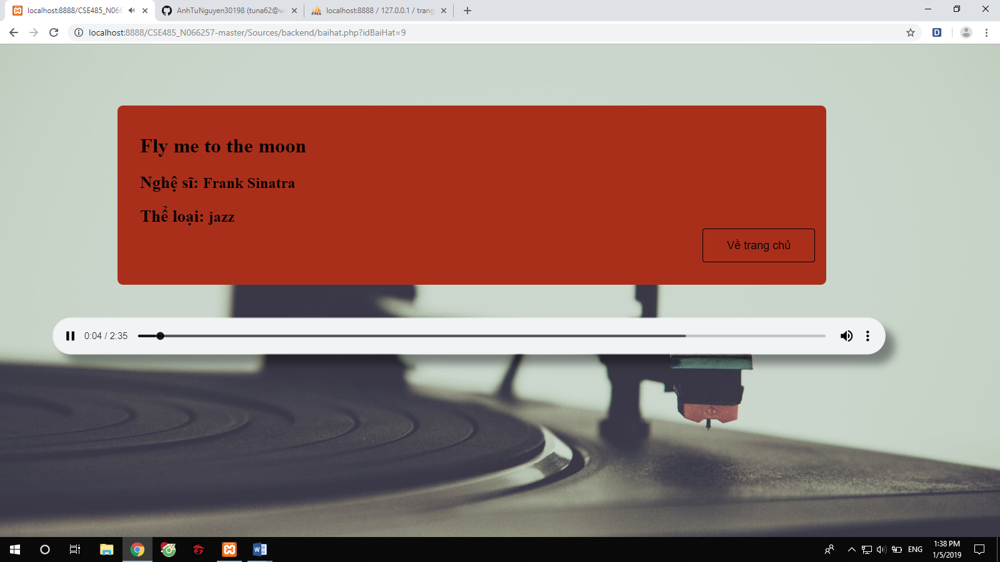 localhost:8888/CSE485_N066
AnhTuNguyen30198 (tuna62@w
localhost:8888 / 127.0.0.1 / trang
localhost:8888/CSE485_N066257-master/Sources/backend/baihat.php?idBaiHat=9
D
Fly me to the moon
Nghệ sĩ: Frank Sinatra
Thể loại: jazz
Về trang chủ
0:04 / 2:35
ENG
1:38 PM
1/5/2019